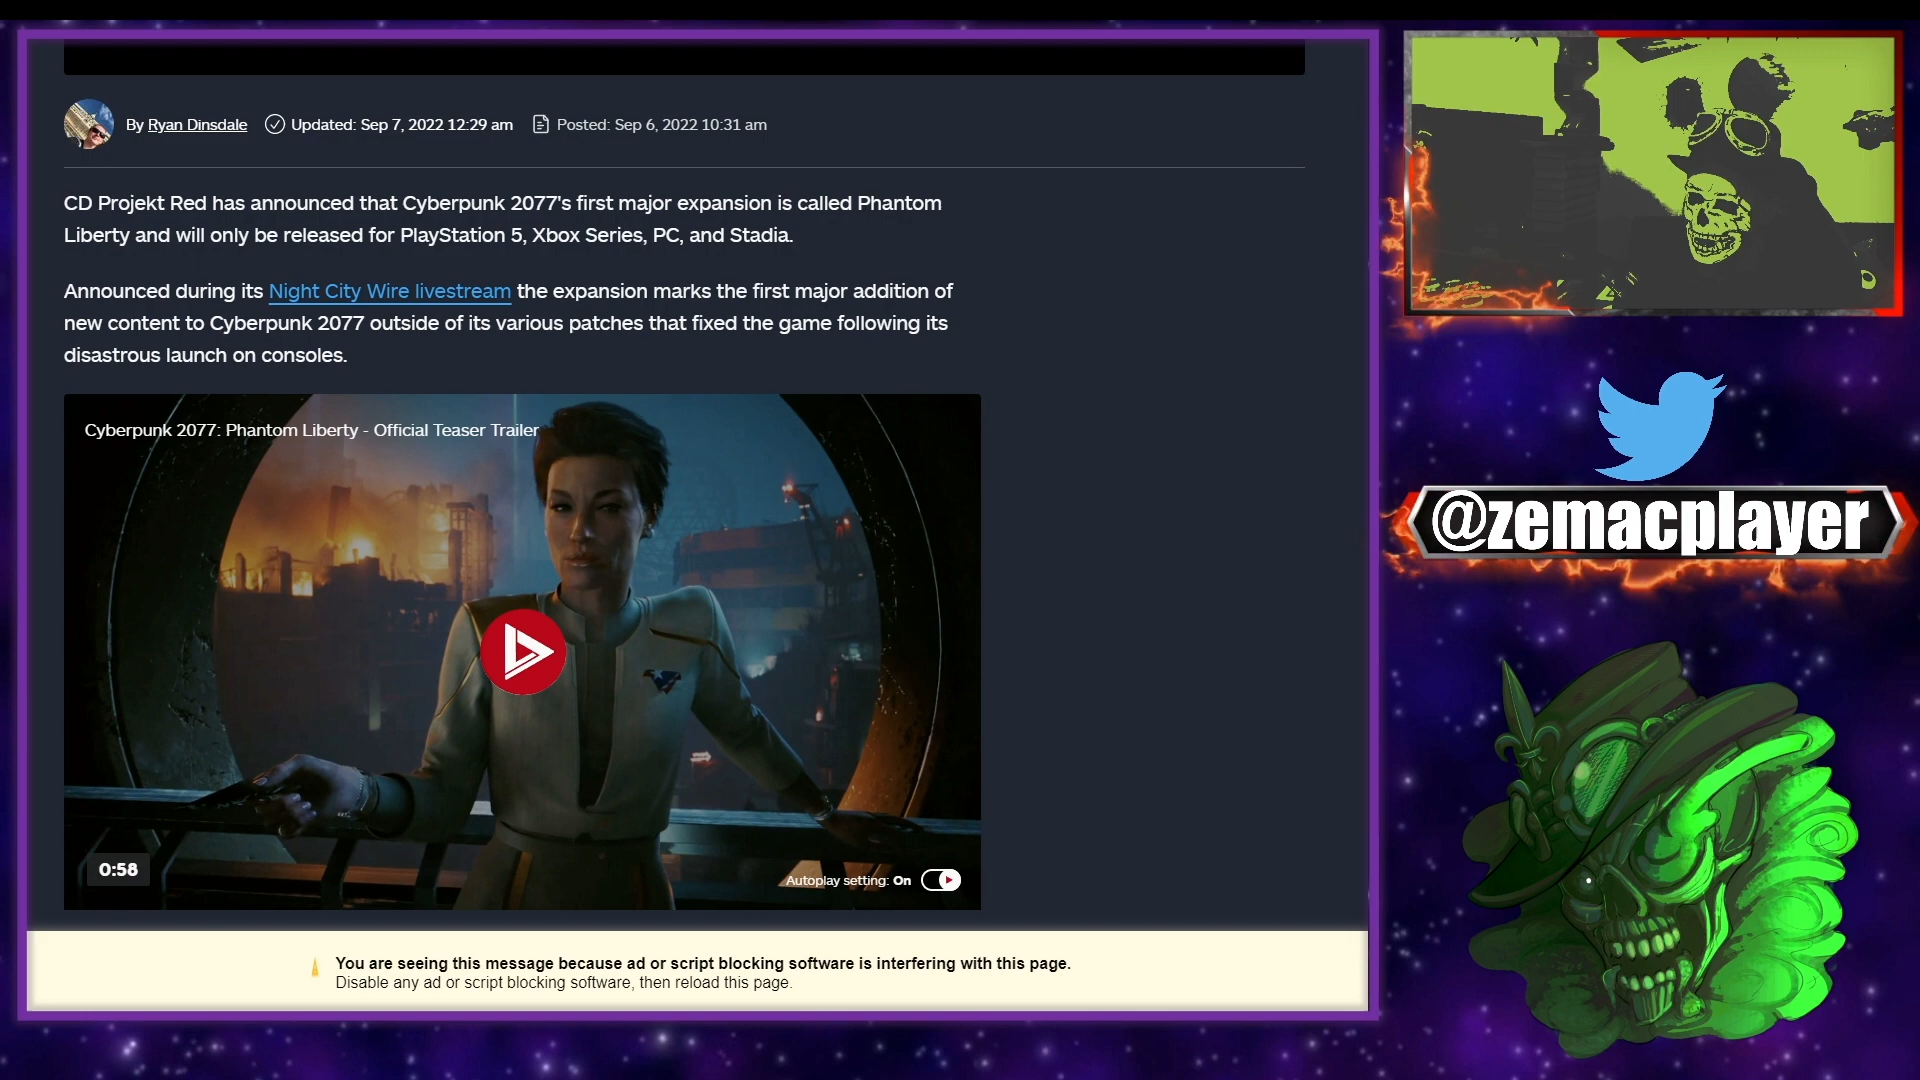 By Ryan Dinsdale Updated: Sep 7, 2022 12:29 am Posted: Sep 6, 2022 10:31 am
CD Projekt Red has announced that Cyberpunk 2077's first major expansion is called Phantom
Liberty and will only be released for PlayStation 5, Xbox Series, PC, and Stadia.
Announced during its Night City Wire livestream the expansion marks the first major addition of
new content to Cyberpunk 2077 outside of its various patches that fixed the game following its
disastrous launch on consoles.
Cyberpunk 2077: Phantom Liberty - Official Teaser Trailer
0:58
Autoplay setting: On
You are seeing this message because ad or script blocking software is interfering with this page.
Disable any ad or script blocking software, then reload this page.
@zemacplayer